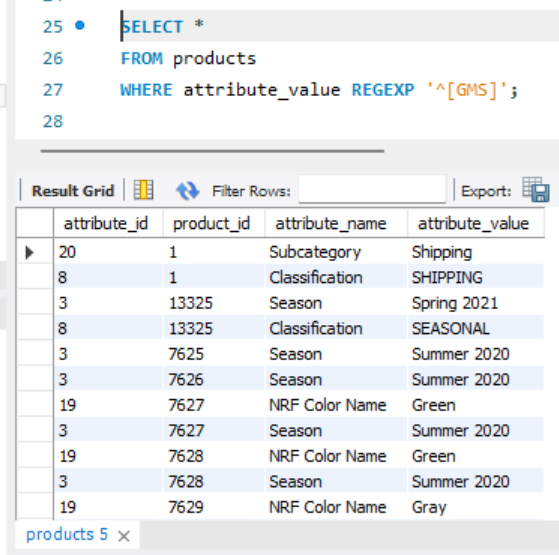 25 SELECT *
26 FROM products
27 WHERE attribute_value REGEXP '^[GMS]';
28
Result Grid Filter Rows: Export:
attribute_id product_id attribute_name attribute_value
20 1 Subcategory Shipping
8 1 Classification SHIPPING
3 13325 Season Spring 2021
8 13325 Classification SEASONAL
3 7625 Season Summer 2020
3 7626 Season Summer 2020
19 7627 NRF Color Name Green
3 7627 Season Summer 2020
19 7628 NRF Color Name Green
3 7628 Season Summer 2020
19 7629 NRF Color Name Gray
products 5